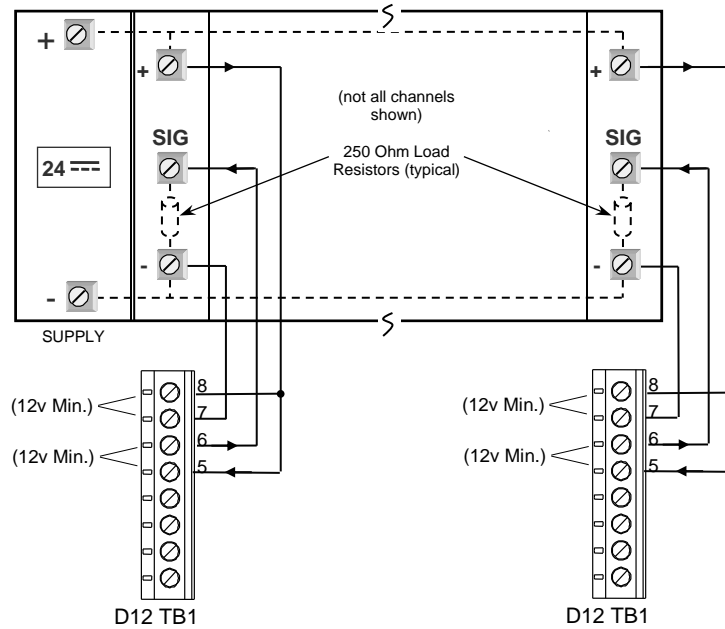 +
+
+
(not all channels
shown)
SIG
SIG
250 Ohm Load
Resistors (typical)
24
-
-
-
SUPPLY
8
(12v Min.)
7
6
(12v Min.)
5
8
(12v Min.)
7
6
(12v Min.)
5
D12 TB1
D12 TB1